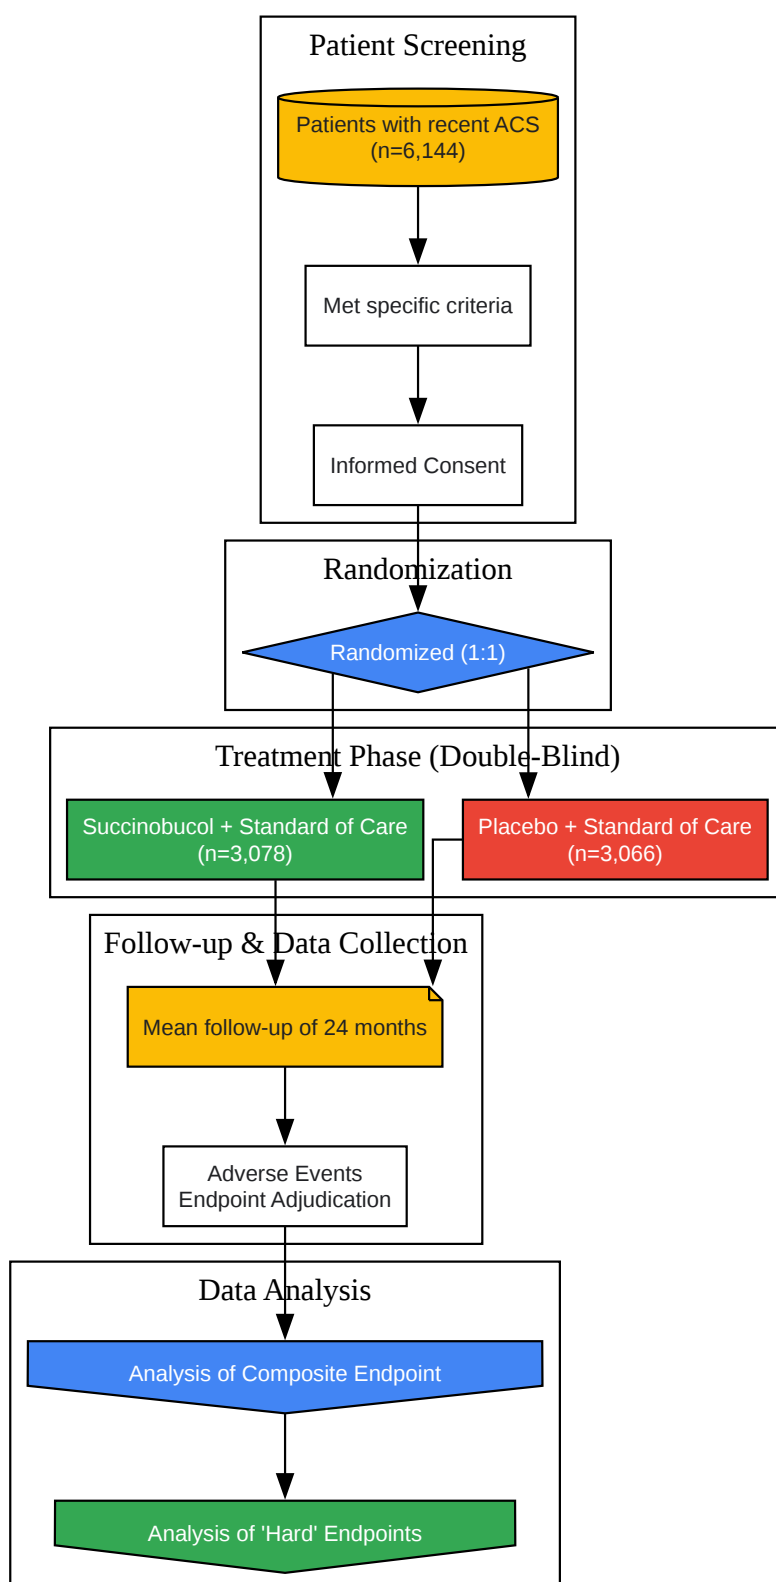 Patient Screening
Patients with recent ACS
(n=6,144)
Met specific criteria
Informed Consent
Randomization
Randomized (1:1)
Treatment Phase (Double-Blind)
Succinobucol + Standard of Care
(n=3,078)
Placebo + Standard of Care
(n=3,066)
Follow-up & Data Collection
Mean follow-up of 24 months
Adverse Events
Endpoint Adjudication
Data Analysis
Analysis of Composite Endpoint
Analysis of 'Hard' Endpoints